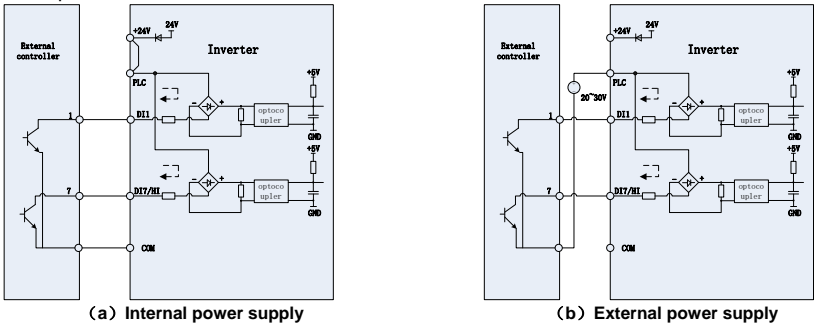 External
controller
1
7
+24V
24V
Inverter
PLC
DI1
DI7/HI
COM
-
+
optoco
upler
+5V
GND
-
+
optoco
upler
+5V
GND
(a) Internal power supply
External
controller
1
7
+24V
24V
Inverter
PLC
20~30V
DI1
DI7/HI
COM
-
+
optoco
upler
+5V
GND
-
+
optoco
upler
+5V
GND
(b) External power supply